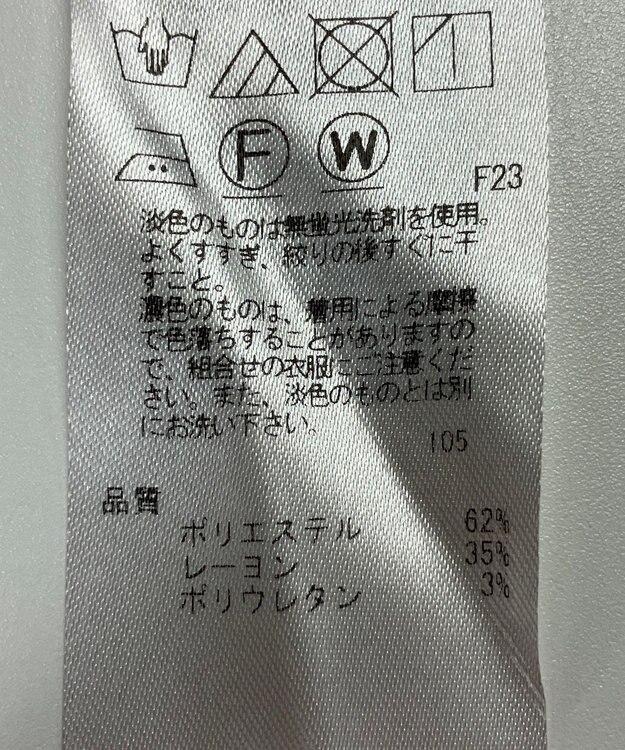 F W
F23
淡色のものは無蛍光洗剤を使用。
よくすすぎ、絞りの後すぐに干
すこと。
濃色のものは、着用による摩擦
で色落ちすることがありますの
で、組合せの衣服にご注意くだ
さい。また、淡色のものとは別
にお洗い下さい。
105
品質
ポリエステル 62%
レーヨン 35%
ポリウレタン 3%